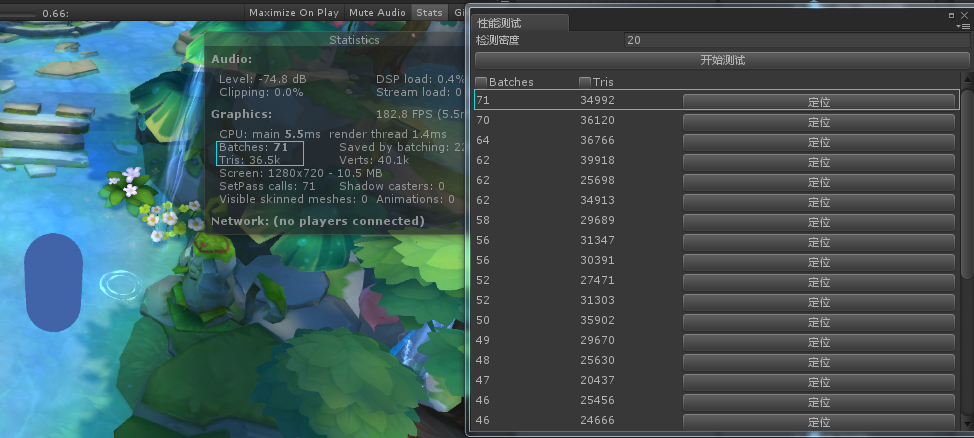 0.66:
Maximize On Play Mute Audio Stats
Statistics
Audio:
Level: -74.8 dB DSP load: 0.4%
Clipping: 0.0% Stream load: 0
Graphics: 182.8 FPS (5.5m
CPU: main 5.5ms render thread 1.4ms
Batches: 71 Saved by batching:
Tris: 36.5k Verts: 40.1k
Screen: 1280x720 - 10.5 MB
SetPass calls: 71 Shadow casters: 0
Visible skinned meshes: 0 Animations: 0
Network: (no players connected)
性能测试
检测密度 20
开始测试
Batches Tris
71 34992 定位
70 36120 定位
64 36766 定位
62 39918 定位
62 25698 定位
62 34913 定位
58 29689 定位
56 31347 定位
56 30391 定位
52 27471 定位
52 31303 定位
50 35902 定位
49 29670 定位
48 25630 定位
47 20437 定位
46 25456 定位
46 24666 定位